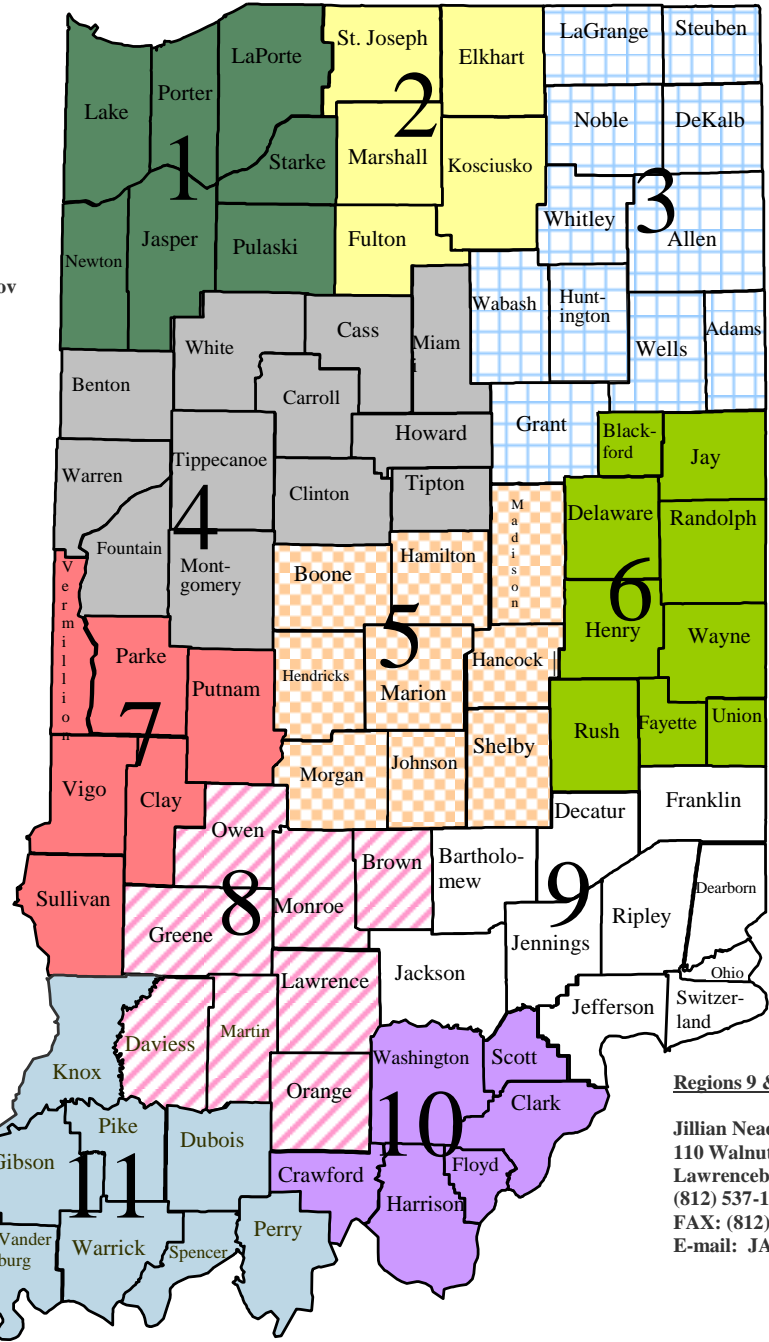 St. Joseph
LaGrange
Steuben
LaPorte
Elkhart
Porter
Lake
2
Noble
DeKalb
1
Starke
Marshall
Kosciusko
3
Whitley
Allen
Jasper
Pulaski
Fulton
Newton
ov
Wabash
Hunt-
ington
Cass
Miam
i
White
Wells
Adams
Benton
Carroll
Howard
Grant
Black-
ford
Jay
Warren
Tippecanoe
Clinton
Tipton
4
Madison
Delaware
Randolph
Fountain
Mont-
gomery
Boone
Hamilton
Vermillion
6
5
Henry
Wayne
Parke
Putnam
Hendricks
Marion
Hancock
7
Rush
Fayette
Union
Shelby
Morgan
Johnson
Vigo
Clay
Decatur
Franklin
Owen
Brown
Bartholo-
mew
Sullivan
8
Monroe
9
Dearborn
Greene
Jennings
Ripley
Lawrence
Jackson
Ohio
Jefferson
Switzer-
land
Daviess
Martin
Knox
Washington
Scott
Orange
Clark
Pike
Dubois
10
Gibson
11
Crawford
Floyd
Harrison
Vander
burg
Warrick
Spencer
Perry
Regions 9 &
Jillian Nead
110 Walnut
Lawrenceb
(812) 537-1
FAX: (812)
E-mail: JA